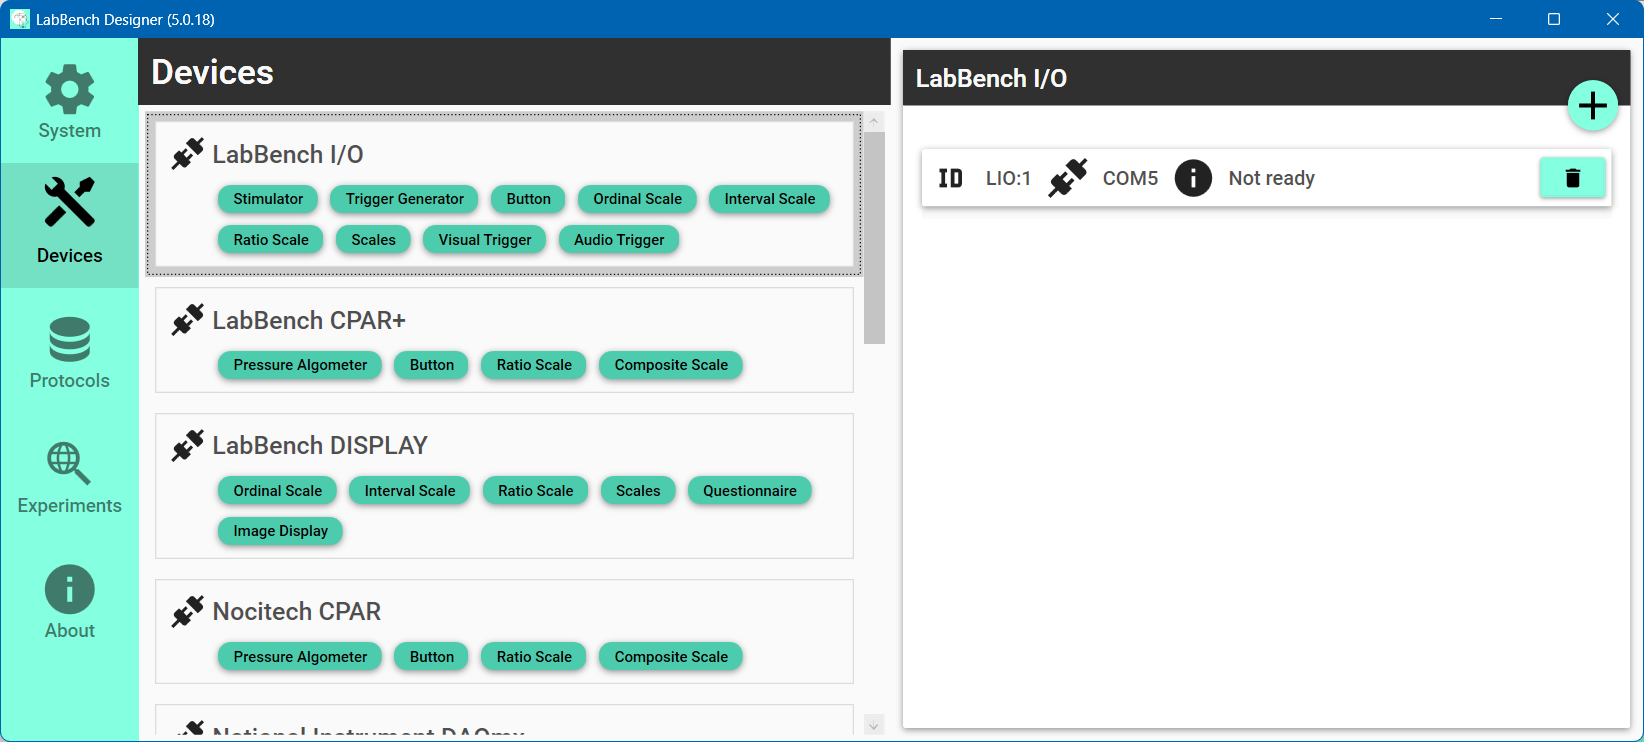 LabBench Designer (5.0.18)
System
Devices
Protocols
Experiments
About
Devices
LabBench I/O
Stimulator Trigger Generator Button Ordinal Scale Interval Scale
Ratio Scale Scales Visual Trigger Audio Trigger
LabBench CPAR+
Pressure Algometer Button Ratio Scale Composite Scale
LabBench DISPLAY
Ordinal Scale Interval Scale Ratio Scale Scales Questionnaire
Image Display
Nocitech CPAR
Pressure Algometer Button Ratio Scale Composite Scale
National Instrument DAQmx
LabBench I/O
ID LIO:1 COM5 Not ready